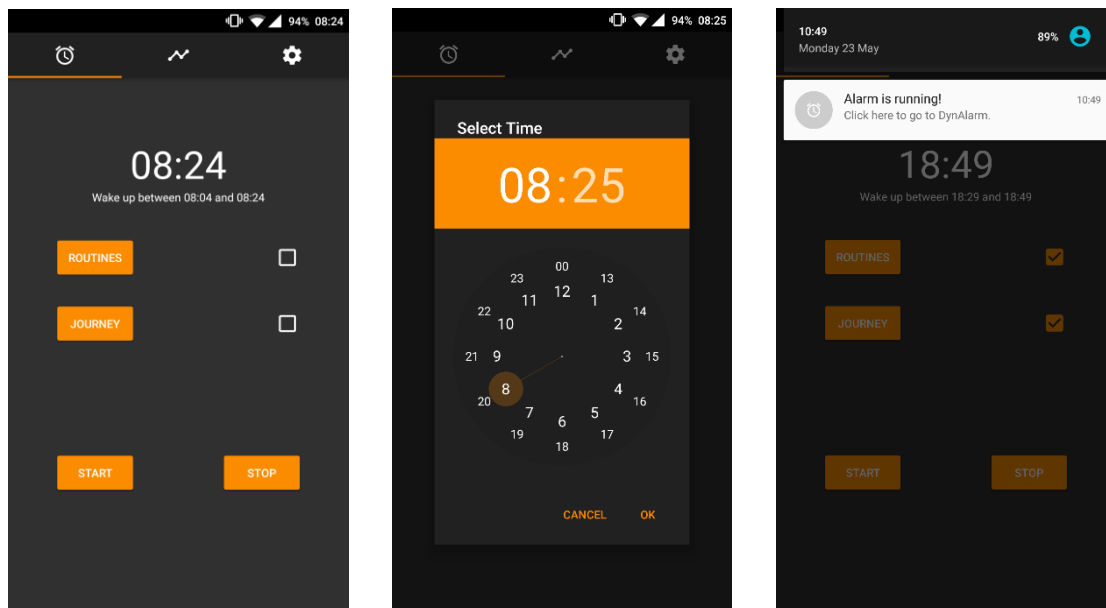 94% 08:24
08:24
Wake up between 08:04 and 08:24
ROUTINES
JOURNEY
START STOP
94% 08:25
Select Time
08:25
00
23 13
12
11 1
22 14
10 2
21 9 3 15
8 4
20 16
7 5
6
19 17
18
CANCEL OK
10:49
Monday 23 May
89%
Alarm is running! 10:49
Click here to go to DynAlarm.
18:49
Wake up between 18:29 and 18:49
ROUTINES
JOURNEY
START STOP